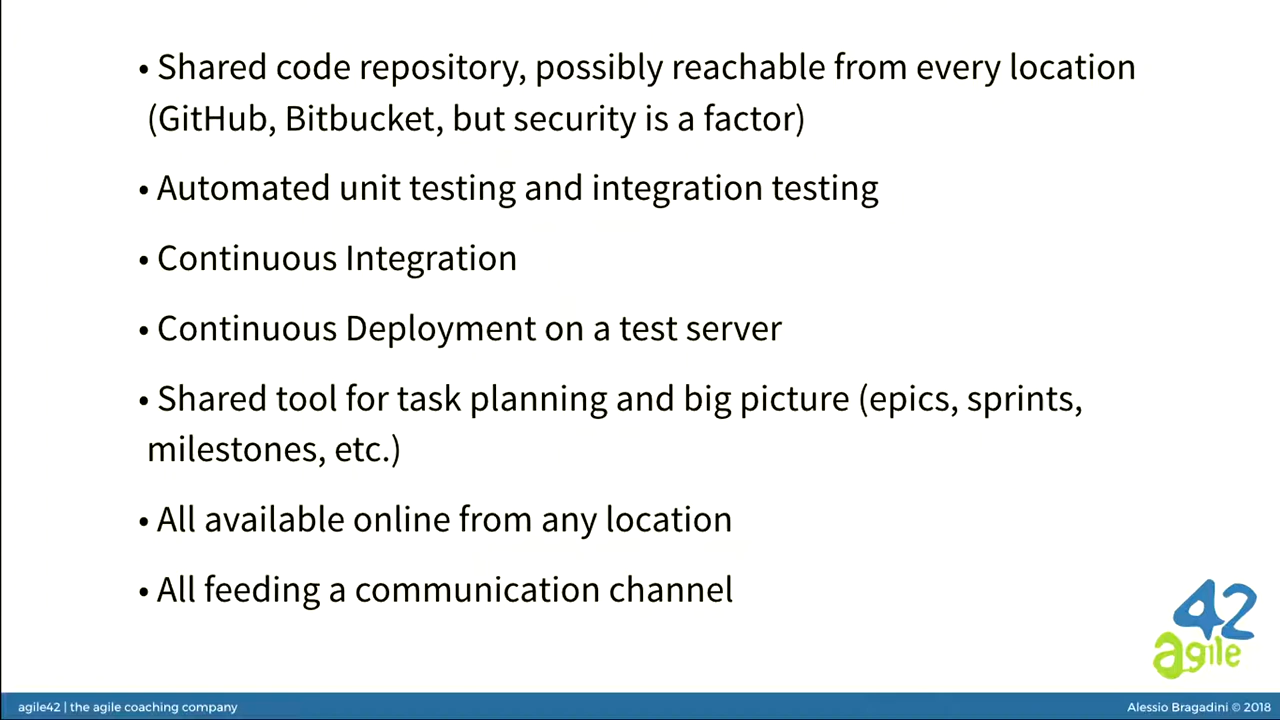 • Shared code repository, possibly reachable from every location
(GitHub, Bitbucket, but security is a factor)
• Automated unit testing and integration testing
• Continuous Integration
• Continuous Deployment on a test server
• Shared tool for task planning and big picture (epics, sprints,
milestones, etc.)
• All available online from any location
• All feeding a communication channel
42
agile
agile42 | the agile coaching company
Alessio Bragadini © 2018